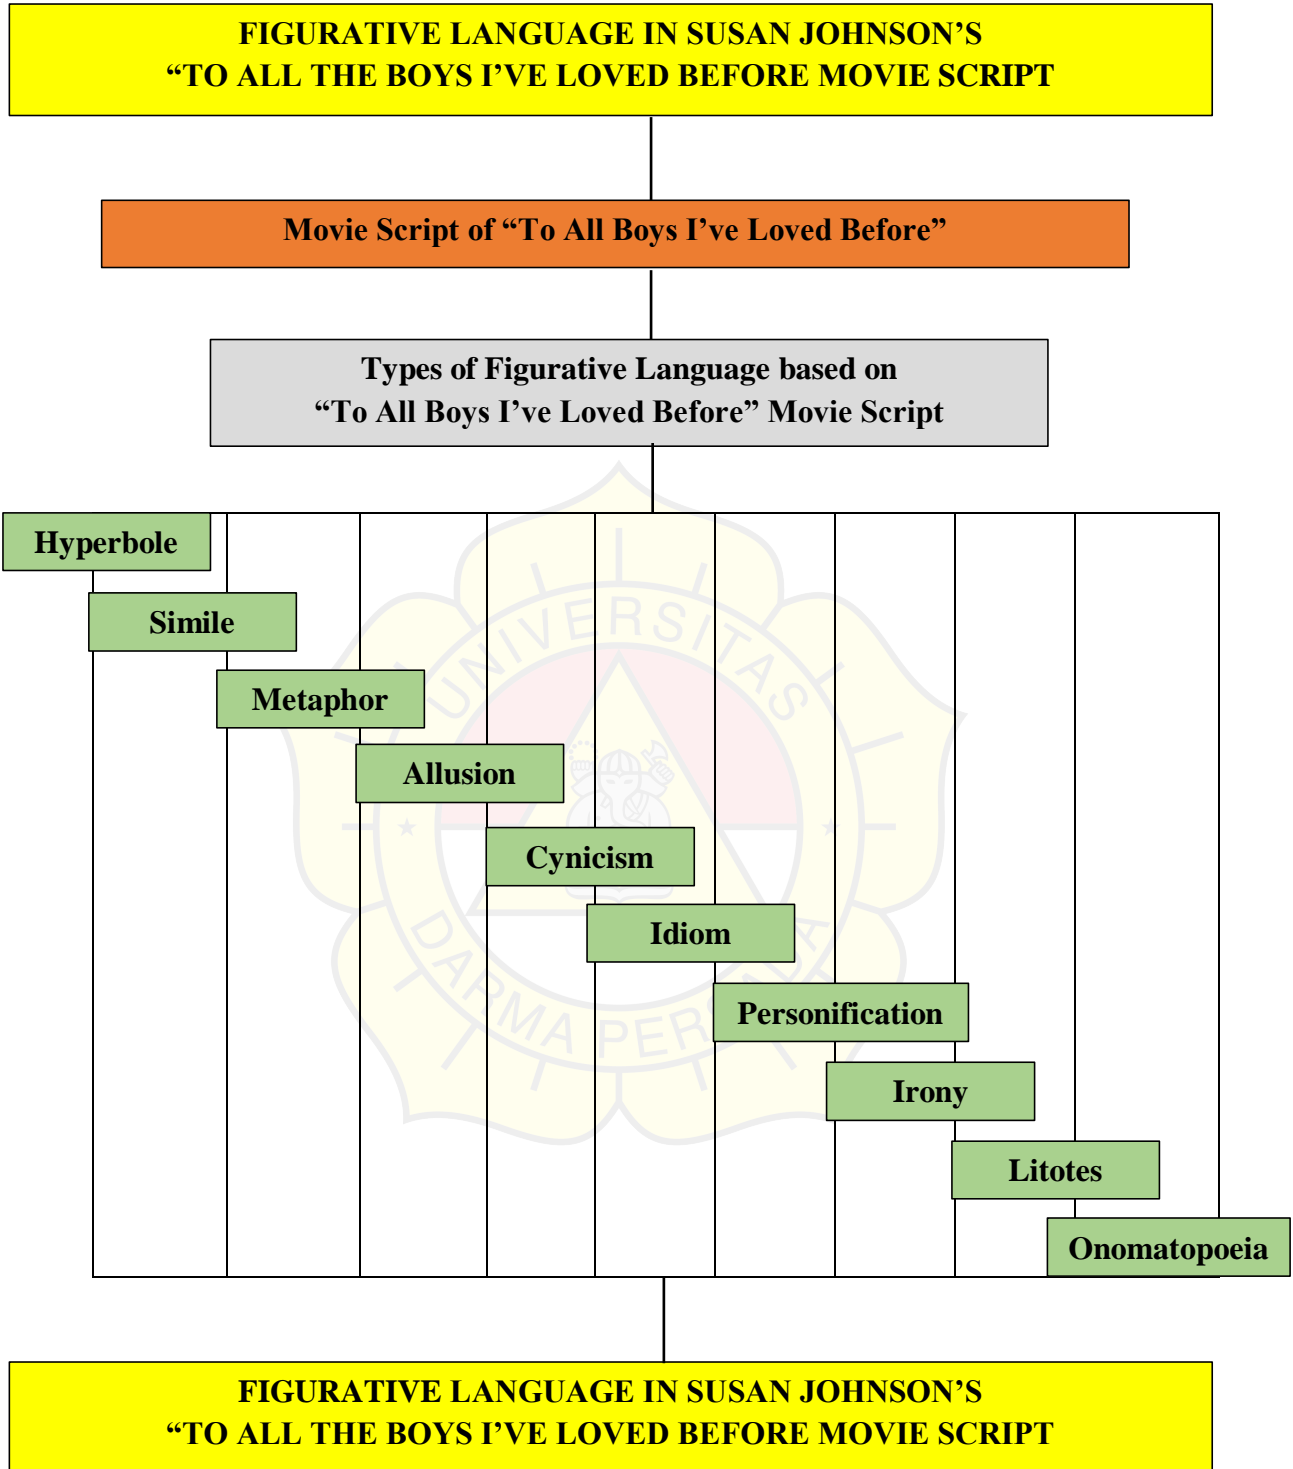 FIGURATIVE LANGUAGE IN SUSAN JOHNSON’S
“TO ALL THE BOYS I’VE LOVED BEFORE MOVIE SCRIPT
Movie Script of “To All Boys I’ve Loved Before”
Types of Figurative Language based on
“To All Boys I’ve Loved Before” Movie Script
Hyperbole
Simile
UNIVERSITAS
Metaphor
Allusion
Cynicism
Idiom
DARMA PERSADA
Personification
Irony
Litotes
Onomatopoeia
FIGURATIVE LANGUAGE IN SUSAN JOHNSON’S
“TO ALL THE BOYS I’VE LOVED BEFORE MOVIE SCRIPT